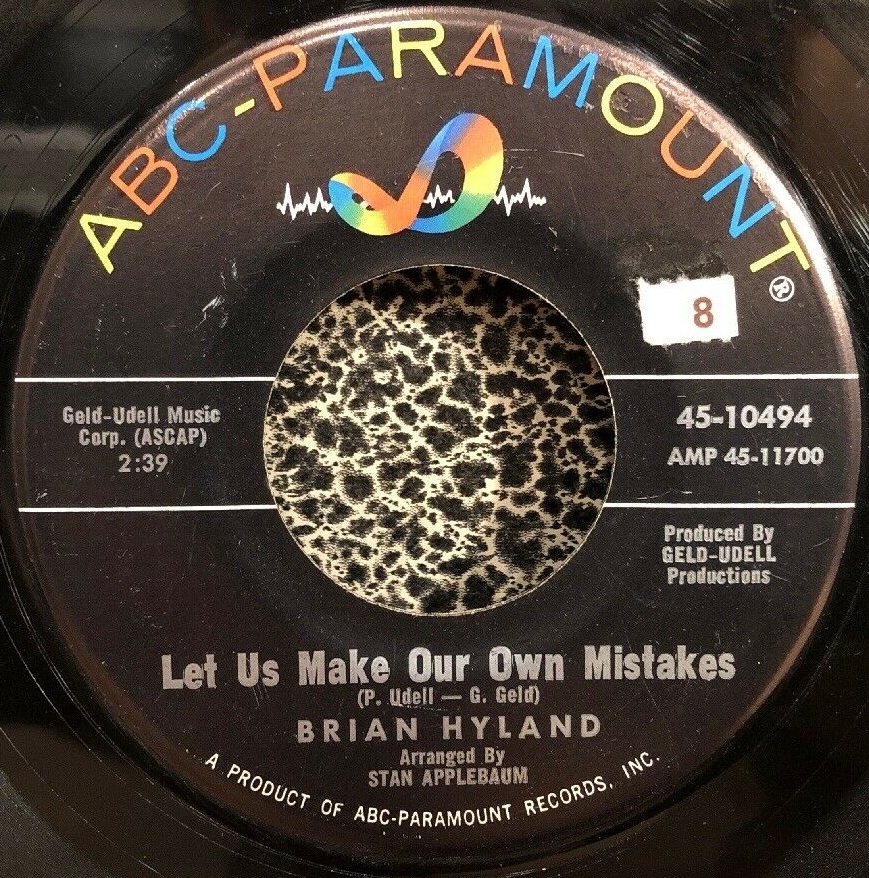 ABC-PARAMOUNT®
8
Geld-Udell Music
Corp. (ASCAP)
2:39
45-10494
AMP 45-11700
Produced By
GELD-UDELL
Productions
Let Us Make Our Own Mistakes
(P. Udell — G. Geld)
BRIAN HYLAND
Arranged By
STAN APPLEBAUM
A PRODUCT OF ABC-PARAMOUNT RECORDS, INC.